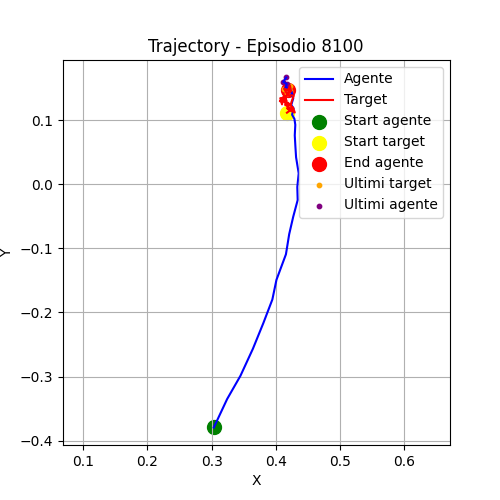 Trajectory - Episodio 8100
Agente
Target
Start agente
Start target
End agente
Ultimi target
Ultimi agente
Y
0.1
0.0
−0.1
−0.2
−0.3
−0.4
0.1
0.2
0.3
0.4
0.5
0.6
X